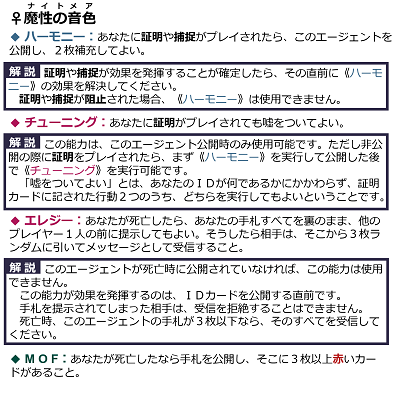 ナイトメア
♀魔性の音色
◆ ハーモニー：あなたに証明や捕捉がプレイされたら、このエージェントを
公開し、２枚補充してよい。
解 説 証明や捕捉が効果を発揮することが確定したら、その直前に《ハーモ
ニー》の効果を解決してください。
証明や捕捉が阻止された場合、《ハーモニー》は使用できません。
◆ チューニング：あなたに証明がプレイされても嘘をついてよい。
解 説 この能力は、このエージェント公開時のみ使用可能です。ただし非公
開の際に証明をプレイされたら、まず《ハーモニー》を実行して公開した後
で《チューニング》を実行可能です。
「嘘をついてよい」とは、あなたのＩＤが何であるかにかかわらず、証明
カードに記された行動２つのうち、どちらを実行してもよいということです。
◆ エレジー：あなたが死亡したら、あなたの手札すべてを裏のまま、他の
プレイヤー１人の前に提示してもよい。そうしたら相手は、そこから３枚ラ
ンダムに引いてメッセージとして受信すること。
解 説 このエージェントが死亡時に公開されていなければ、この能力は使用
できません。
この能力が効果を発揮するのは、ＩＤカードを公開する直前です。
手札を提示されてしまった相手は、受信を拒絶することはできません。
死亡時、このエージェントの手札が３枚以下なら、そのすべてを受信して
ください。
◆ ＭＯＦ：あなたが死亡したなら手札を公開し、そこに３枚以上赤いカー
ドがあること。